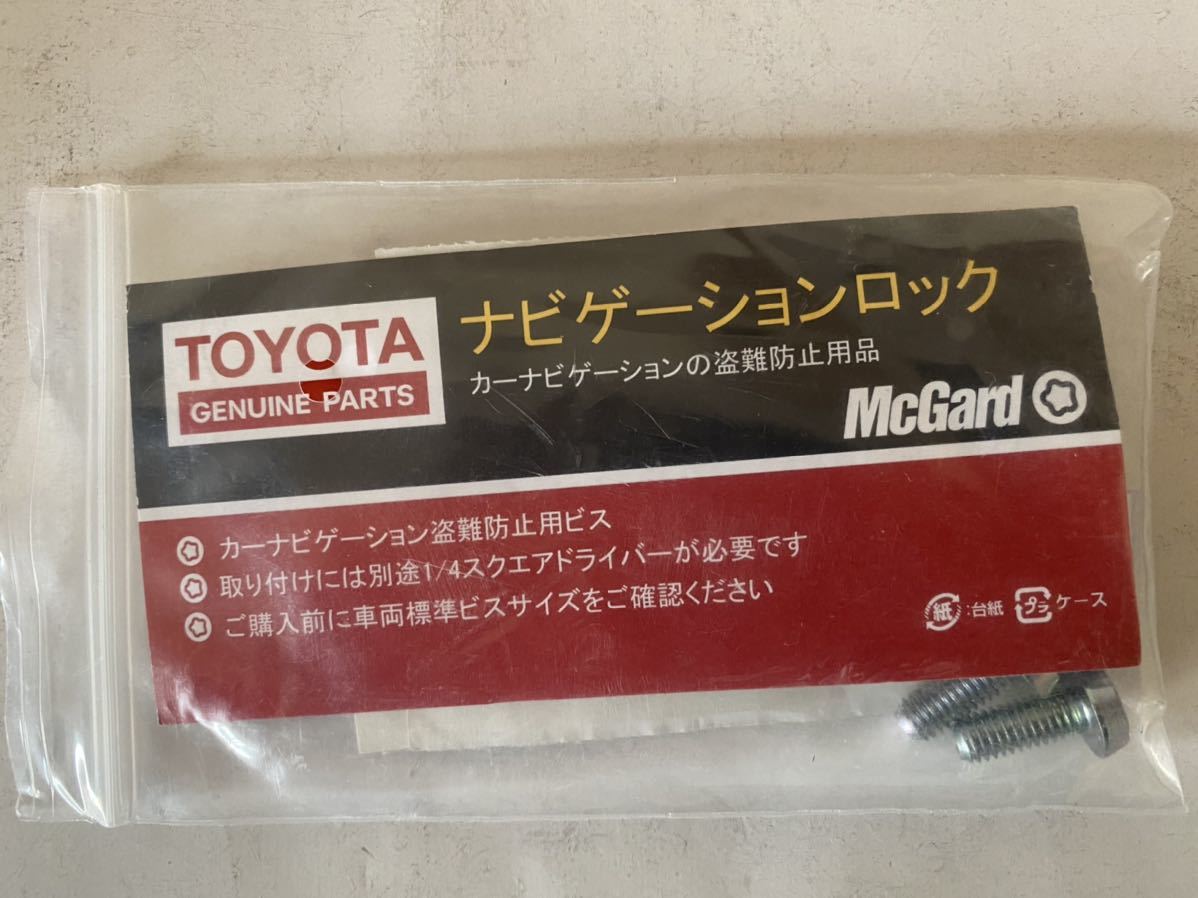 TOYOTA
GENUINE PARTS
ナビゲーションロック
カーナビゲーションの盗難防止用品
McGard
カーナビゲーション盗難防止用ビス
取り付けには別途1/4スクエアドライバーが必要です
ご購入前に車両標準ビスサイズをご確認ください
紙:台紙 プラ ケース